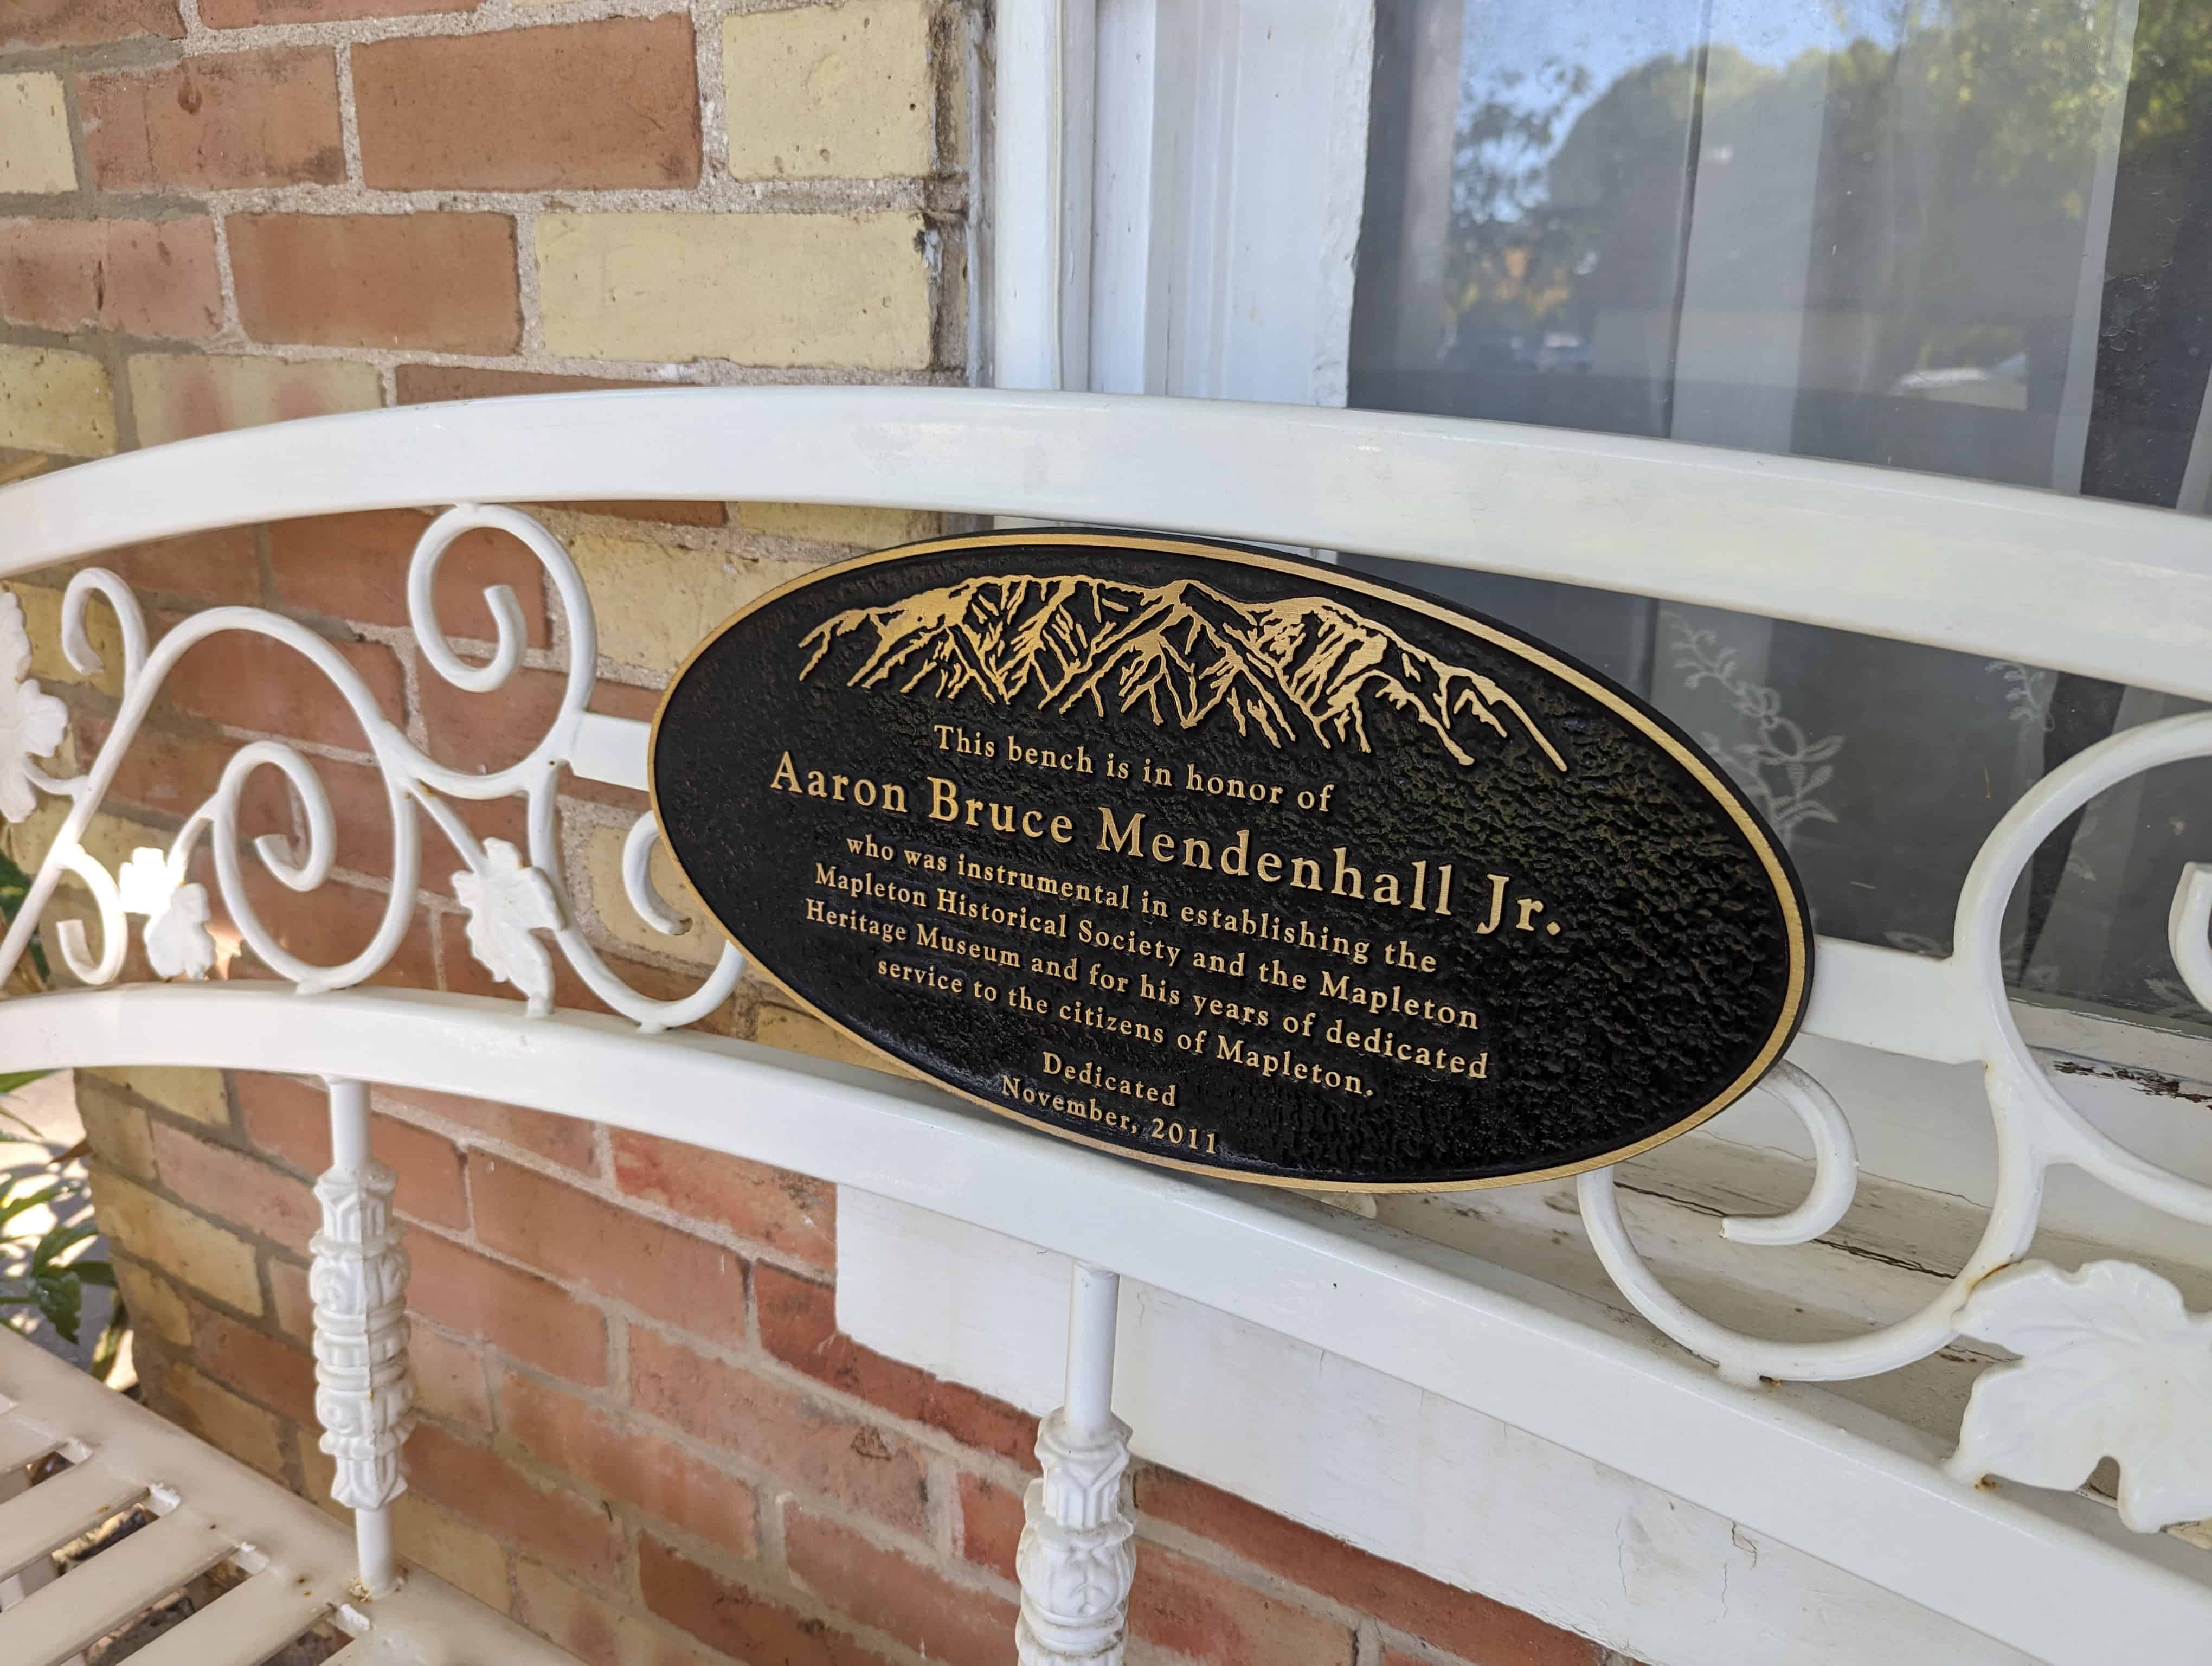 This bench is in honor of
Aaron Bruce Mendenhall Jr.
who was instrumental in establishing the
Mapleton Historical Society and the Mapleton
Heritage Museum and for his years of dedicated
service to the citizens of Mapleton.
Dedicated
November, 2011